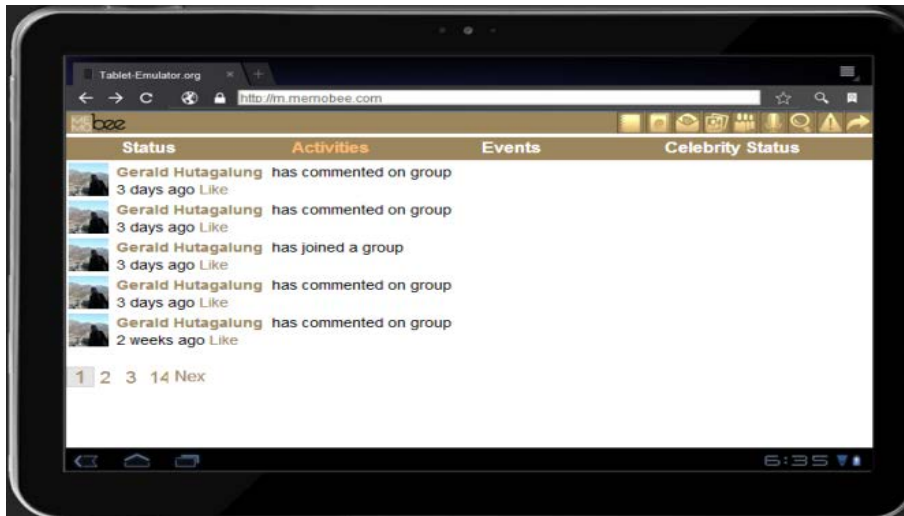 Tablet-Emulator.org
http://m.memobee.com
MEMO bee
Status Activities Events Celebrity Status
Gerald Hutagalung has commented on group
3 days ago Like
Gerald Hutagalung has commented on group
3 days ago Like
Gerald Hutagalung has joined a group
3 days ago Like
Gerald Hutagalung has commented on group
3 days ago Like
Gerald Hutagalung has commented on group
2 weeks ago Like
1 2 3 14 Nex
6:35